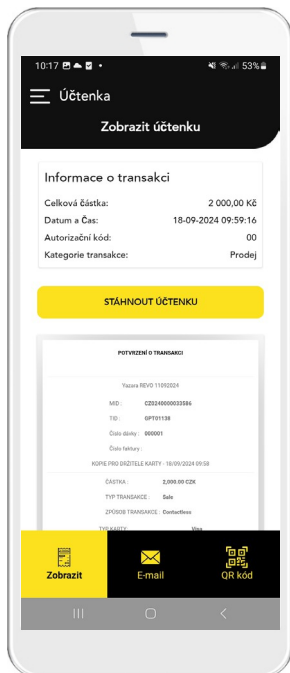 10:17 53%
Účtenka
Zobrazit účtenku
Informace o transakci
Celková částka: 2 000,00 Kč
Datum a Čas: 18-09-2024 09:59:16
Autorizační kód: 00
Kategorie transakce: Prodej
STÁHNOUT ÚČTENKU
POTVRZENÍ O TRANSAKCI
Vazara REVO 11092024
MID : CZ0240000033586
TID : GPT01138
Číslo dávky : 000001
Číslo faktury :
KOPIE PRO DRŽITELE KARTY - 18/09/2024 09:58
ČÁSTKA : 2,000.00 CZK
TYP TRANSAKCE : Sale
ZPŮSOB TRANSAKCE : Contactless
TYP KARTY: Visa
Zobrazit E-mail QR kód